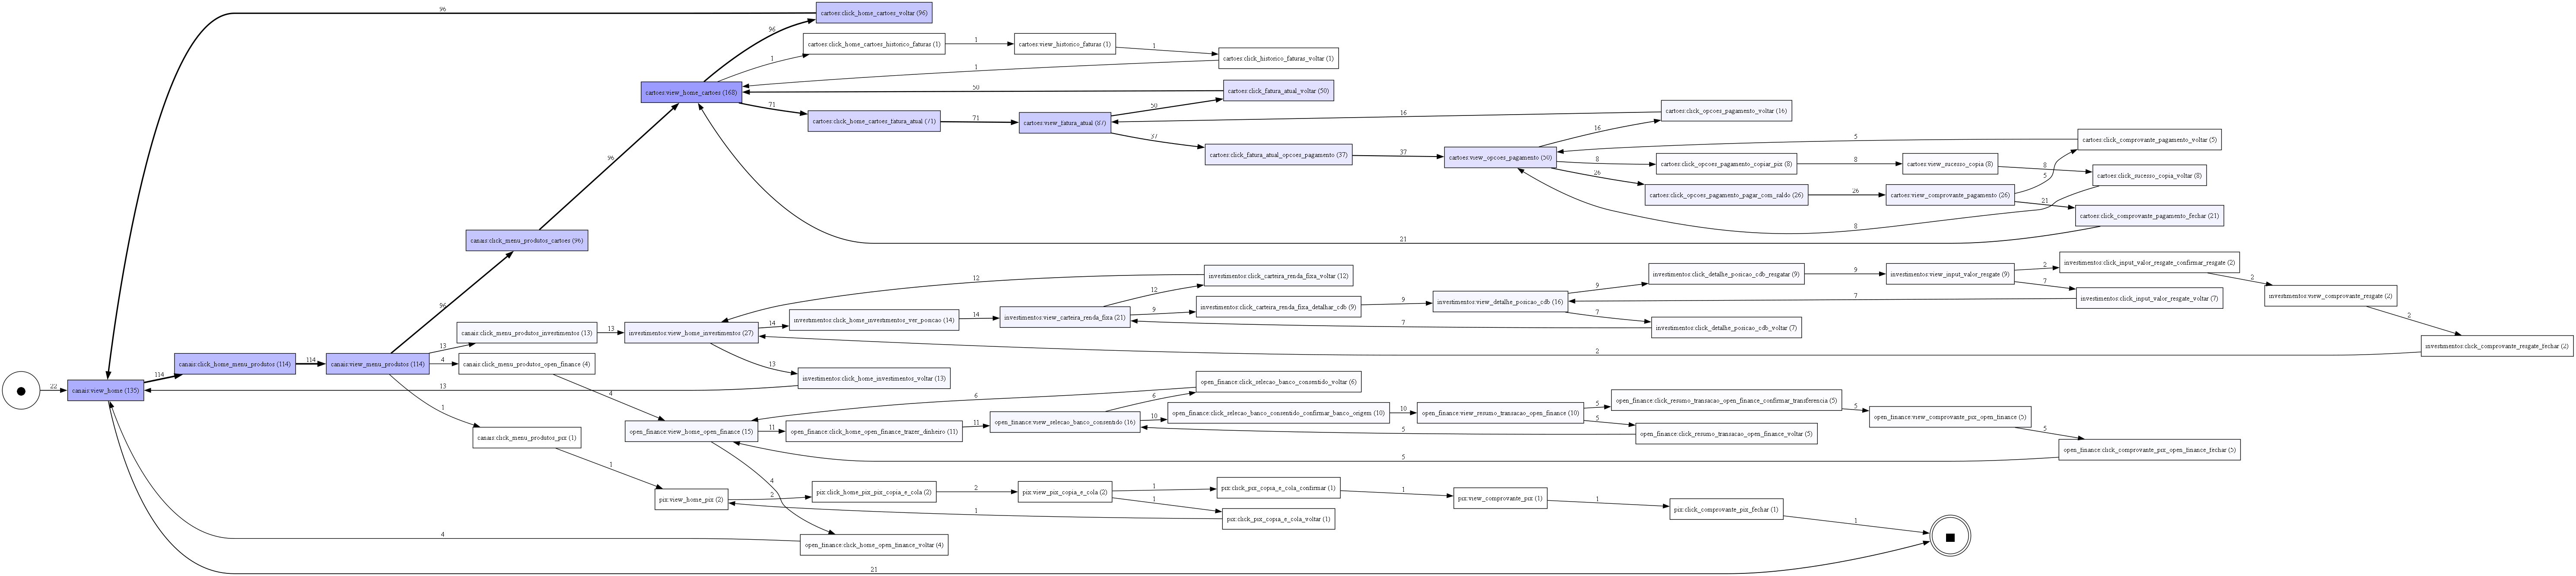 96
cartoes:click_home_cartoes_voltar (96)
96
cartoes:click_home_cartoes_historico_faturas (1)
1
cartoes:view_historico_faturas (1)
1
cartoes:click_historico_faturas_voltar (1)
1
1
cartoes:view_home_cartoes (168)
50
cartoes:click_fatura_atual_voltar (50)
71
cartoes:click_home_cartoes_fatura_atual (71)
71
cartoes:view_fatura_atual (87)
50
16
cartoes:click_opcoes_pagamento_voltar (16)
37
cartoes:click_fatura_atual_opcoes_pagamento (37)
37
cartoes:view_opcoes_pagamento (50)
16
5
cartoes:click_comprovante_pagamento_voltar (5)
8
cartoes:click_opcoes_pagamento_copiar_pix (8)
8
cartoes:view_sucesso_copia (8)
8
cartoes:click_sucesso_copia_voltar (8)
26
cartoes:click_opcoes_pagamento_pagar_com_saldo (26)
26
cartoes:view_comprovante_pagamento (26)
5
21
cartoes:click_comprovante_pagamento_fechar (21)
8
21
96
canais:click_menu_produtos_cartoes (96)
96
12
investimentos:click_carteira_renda_fixa_voltar (12)
12
investimentos:click_detalhe_posicao_cdb_resgatar (9)
9
investimentos:view_input_valor_resgate (9)
2
investimentos:click_input_valor_resgate_confirmar_resgate (2)
2
investimentos:view_comprovante_resgate (2)
9
investimentos:click_carteira_renda_fixa_detalhar_cdb (9)
9
investimentos:view_detalhe_posicao_cdb (16)
9
7
investimentos:click_input_valor_resgate_voltar (7)
7
canais:click_menu_produtos_investimentos (13)
13
investimentos:view_home_investimentos (27)
14
investimentos:click_home_investimentos_ver_posicao (14)
14
investimentos:view_carteira_renda_fixa (21)
7
investimentos:click_detalhe_posicao_cdb_voltar (7)
7
2
investimentos:click_comprovante_resgate_fechar (2)
2
13
canais:click_home_menu_produtos (114)
114
canais:view_menu_produtos (114)
4
canais:click_menu_produtos_open_finance (4)
13
investimentos:click_home_investimentos_voltar (13)
13
22
canais:view_home (135)
114
4
6
open_finance:click_selecao_banco_consentido_voltar (6)
6
1
canais:click_menu_produtos_pix (1)
open_finance:view_home_open_finance (15)
11
open_finance:click_home_open_finance_trazer_dinheiro (11)
11
open_finance:view_selecao_banco_consentido (16)
10
open_finance:click_selecao_banco_consentido_confirmar_banco_origem (10)
10
open_finance:view_resumo_transacao_open_finance (10)
5
open_finance:click_resumo_transacao_open_finance_confirmar_transferencia (5)
5
open_finance:view_comprovante_pix_open_finance (5)
5
open_finance:click_resumo_transacao_open_finance_voltar (5)
5
5
open_finance:click_comprovante_pix_open_finance_fechar (5)
5
1
4
pix:view_home_pix (2)
2
pix:click_home_pix_pix_copia_e_cola (2)
2
pix:view_pix_copia_e_cola (2)
1
pix:click_pix_copia_e_cola_confirmar (1)
1
pix:view_comprovante_pix (1)
1
pix:click_comprovante_pix_fechar (1)
1
1
pix:click_pix_copia_e_cola_voltar (1)
1
4
open_finance:click_home_open_finance_voltar (4)
21